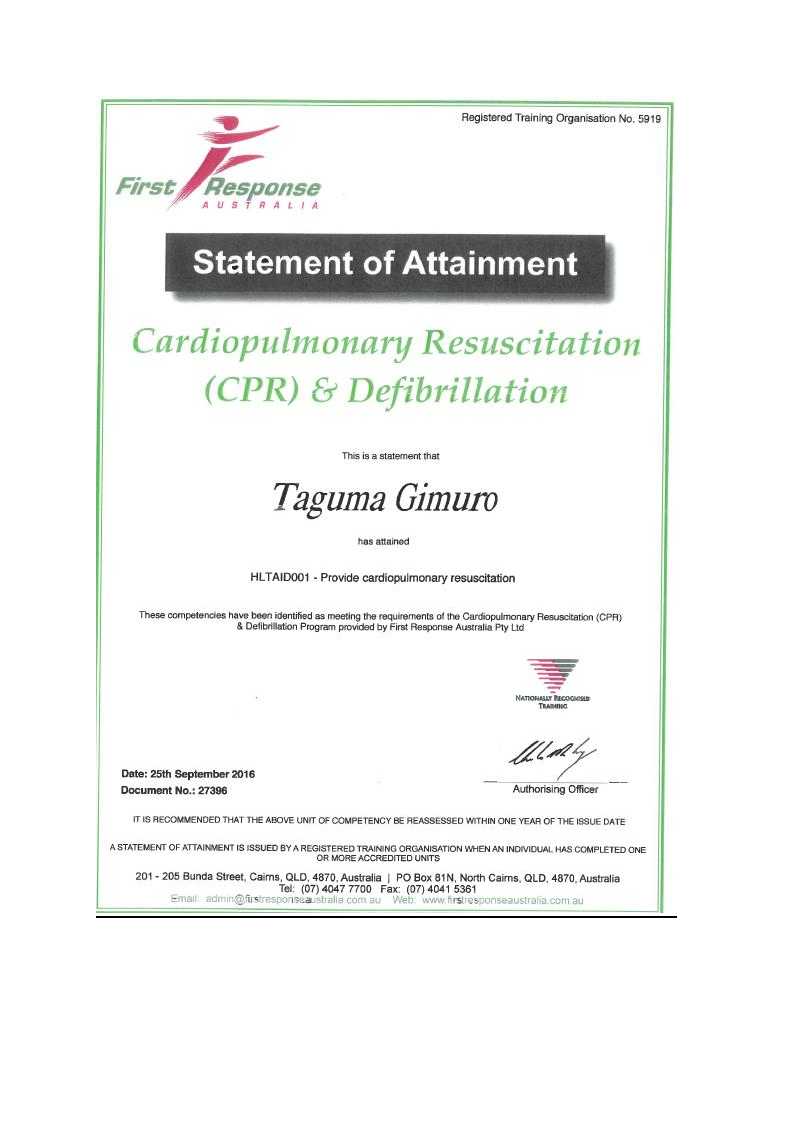 Registered Training Organisation No. 5919
First Response
AUSTRALIA
Statement of Attainment
Cardiopulmonary Resuscitation
(CPR) & Defibrillation
This is a statement that
Taguma Gimuro
has attained
HLTAID001 - Provide cardiopulmonary resuscitation
These competencies have been identified as meeting the requirements of the Cardiopulmonary Resuscitation (CPR)
& Defibrillation Program provided by First Response Australia Pty Ltd
NATIONALLY RECOGNISED
TRAINING
Date: 25th September 2016
Document No.: 27396
Authorising Officer
IT IS RECOMMENDED THAT THE ABOVE UNIT OF COMPETENCY BE REASSESSED WITHIN ONE YEAR OF THE ISSUE DATE
A STATEMENT OF ATTAINMENT IS ISSUED BY A REGISTERED TRAINING ORGANISATION WHEN AN INDIVIDUAL HAS COMPLETED ONE
OR MORE ACCREDITED UNITS
201 - 205 Bunda Street, Cairns, QLD, 4870, Australia | PO Box 81N, North Cairns, QLD, 4870, Australia
Tel: (07) 4047 7700 Fax: (07) 4041 5361
Email: admin@firstresponseaustralia.com.au Web: www.firstresponseaustralia.com.au